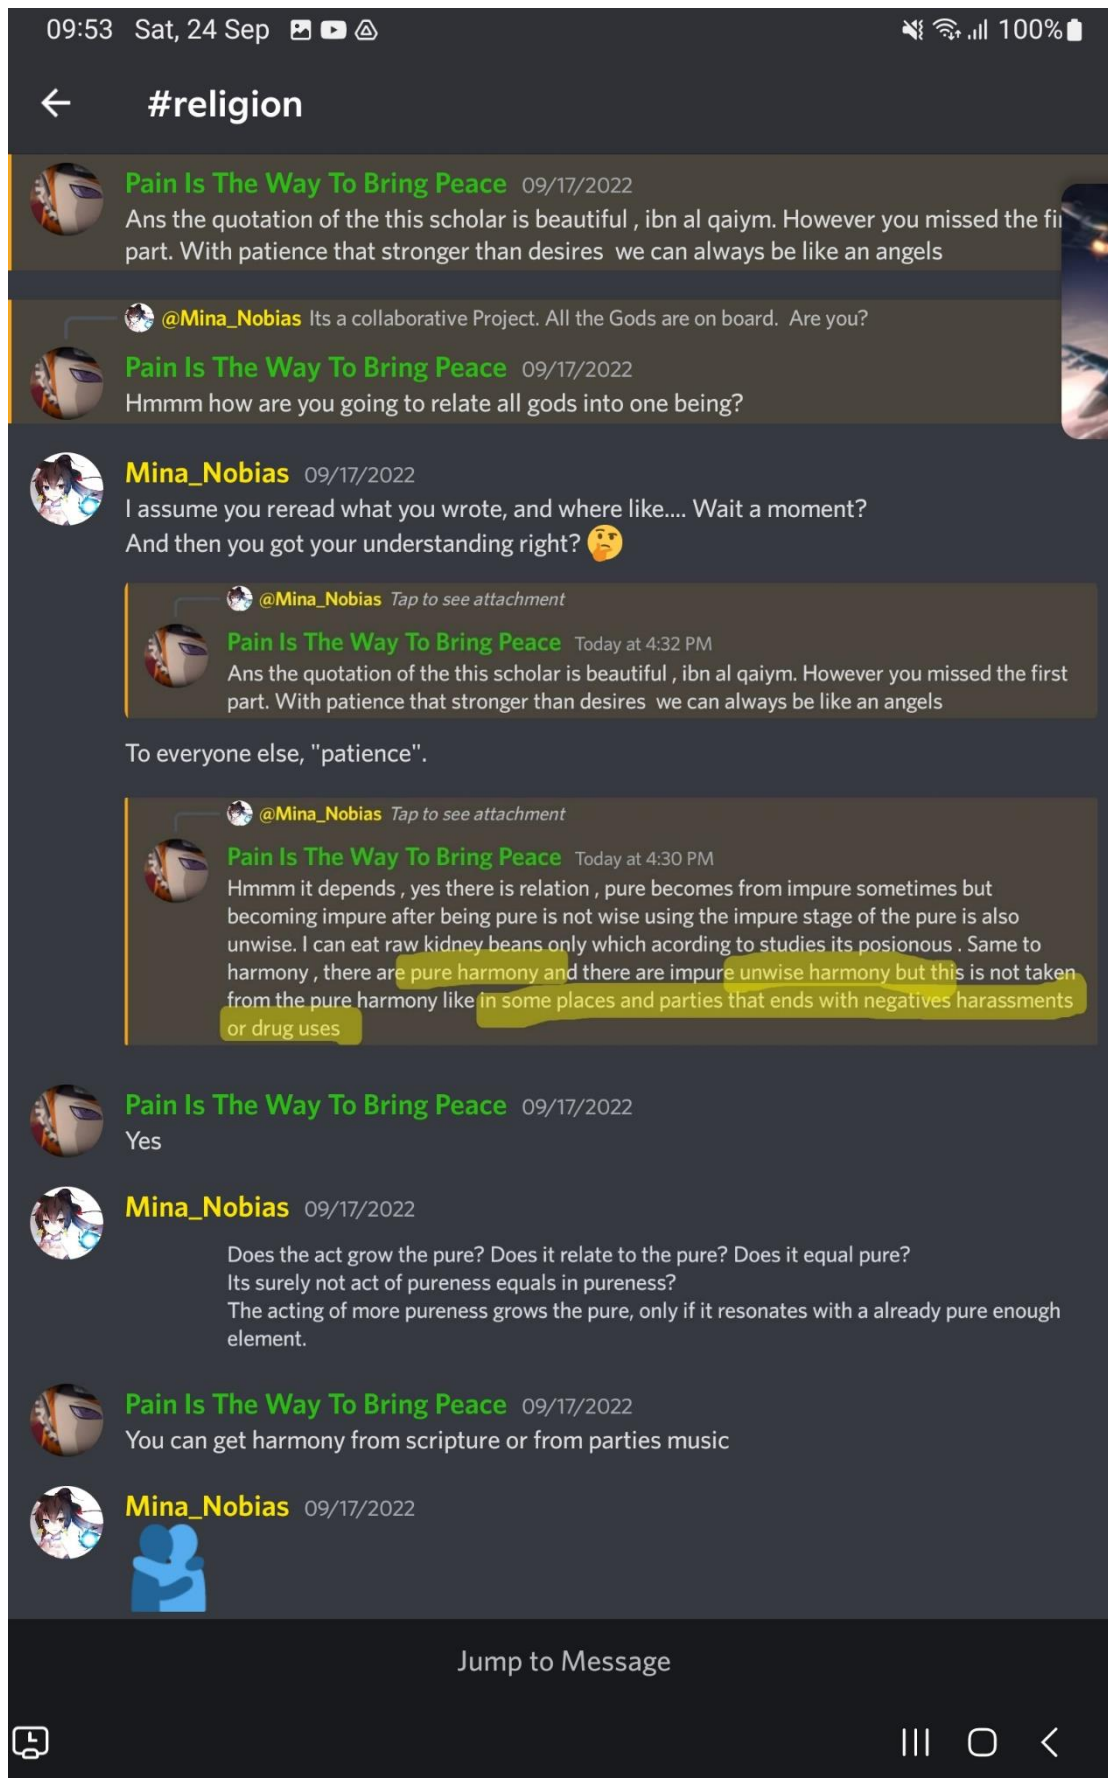 09:53 Sat, 24 Sep 100%
#religion
Pain Is The Way To Bring Peace 09/17/2022
Ans the quotation of the this scholar is beautiful , ibn al qaiym. However you missed the fi
part. With patience that stronger than desires we can always be like an angels
@Mina_Nobias Its a collaborative Project. All the Gods are on board. Are you?
Pain Is The Way To Bring Peace 09/17/2022
Hmmm how are you going to relate all gods into one being?
Mina_Nobias 09/17/2022
I assume you reread what you wrote, and where like.... Wait a moment?
And then you got your understanding right? 🤔
@Mina_Nobias Tap to see attachment
Pain Is The Way To Bring Peace Today at 4:32 PM
Ans the quotation of the this scholar is beautiful , ibn al qaiym. However you missed the first
part. With patience that stronger than desires we can always be like an angels
To everyone else, "patience".
@Mina_Nobias Tap to see attachment
Pain Is The Way To Bring Peace Today at 4:30 PM
Hmmm it depends , yes there is relation , pure becomes from impure sometimes but
becoming impure after being pure is not wise using the impure stage of the pure is also
unwise. I can eat raw kidney beans only which acording to studies its posionous . Same to
harmony , there are pure harmony and there are impure unwise harmony but this is not taken
from the pure harmony like in some places and parties that ends with negatives harassments
or drug uses
Pain Is The Way To Bring Peace 09/17/2022
Yes
Mina_Nobias 09/17/2022
Does the act grow the pure? Does it relate to the pure? Does it equal pure?
Its surely not act of pureness equals in pureness?
The acting of more pureness grows the pure, only if it resonates with a already pure enough
element.
Pain Is The Way To Bring Peace 09/17/2022
You can get harmony from scripture or from parties music
Mina_Nobias 09/17/2022
Jump to Message